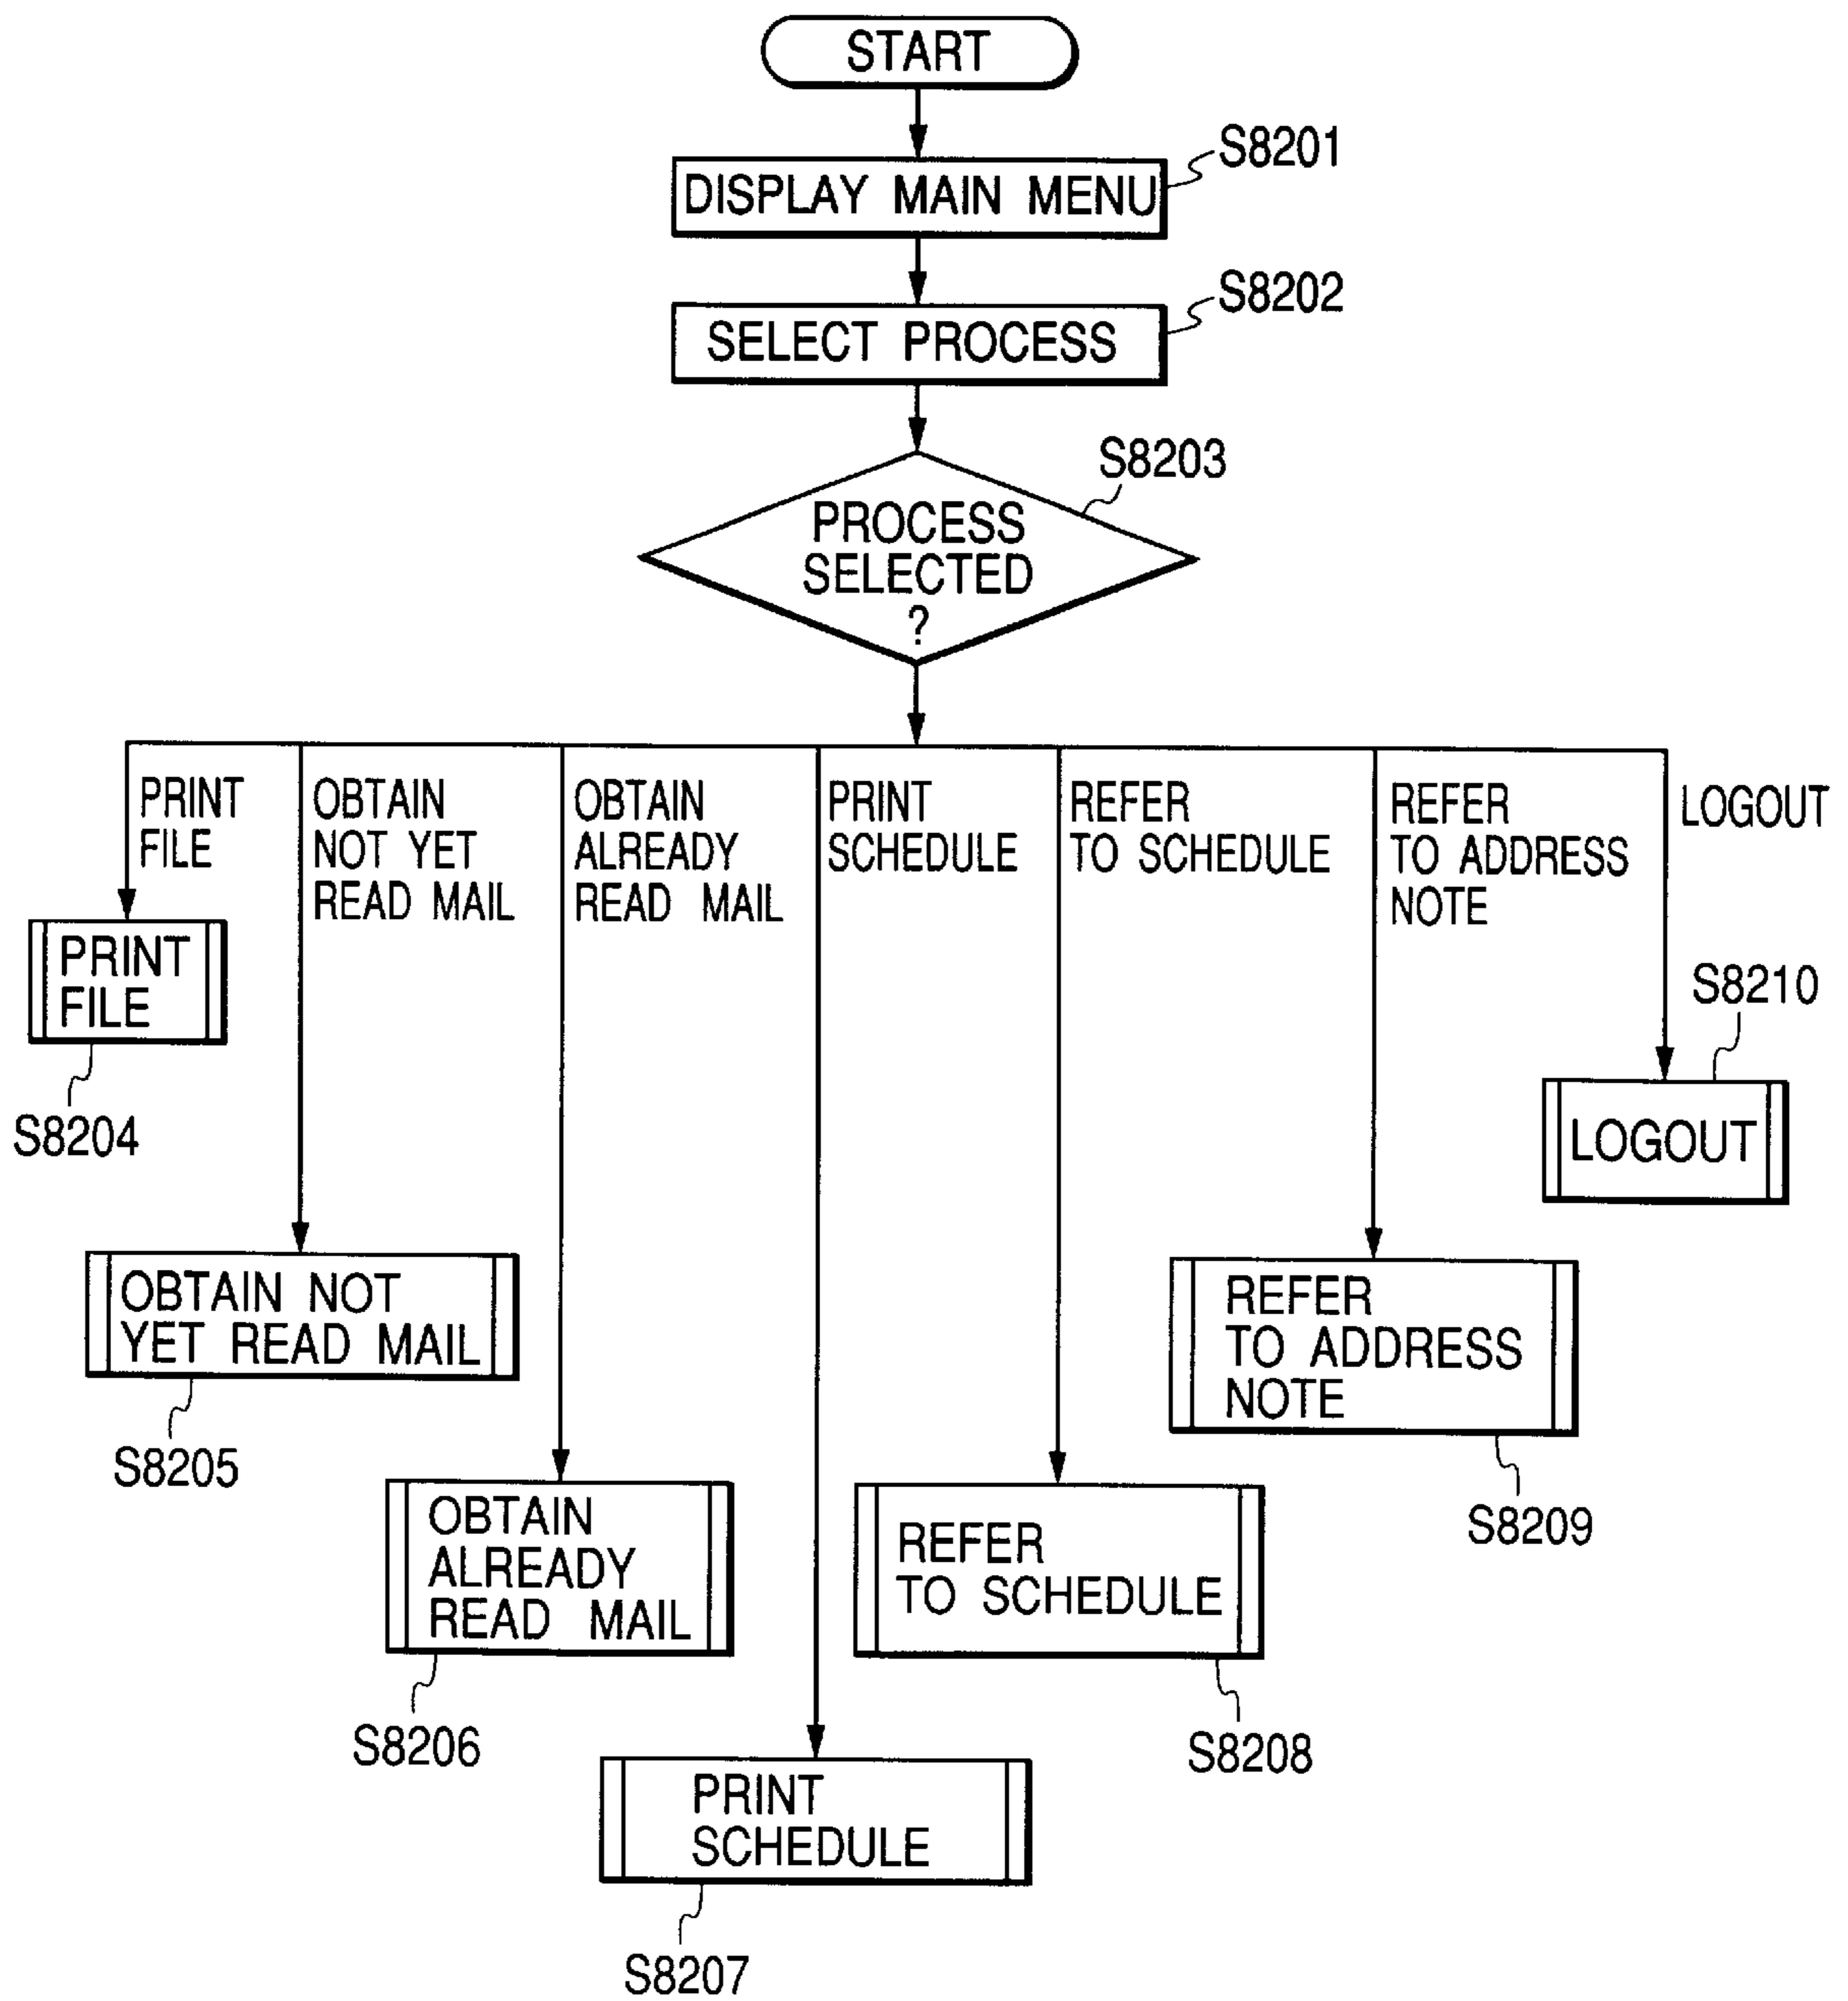 START
DISPLAY MAIN MENU
S8201
SELECT PROCESS
S8202
S8203
PROCESS
SELECTED
?
PRINT
FILE
OBTAIN
NOT YET
READ MAIL
OBTAIN
ALREADY
READ MAIL
PRINT
SCHEDULE
REFER
TO SCHEDULE
REFER
TO ADDRESS
NOTE
LOGOUT
PRINT
FILE
S8204
S8210
LOGOUT
OBTAIN NOT
YET READ MAIL
S8205
REFER
TO ADDRESS
NOTE
S8209
OBTAIN
ALREADY
READ MAIL
S8206
REFER
TO SCHEDULE
S8208
PRINT
SCHEDULE
S8207